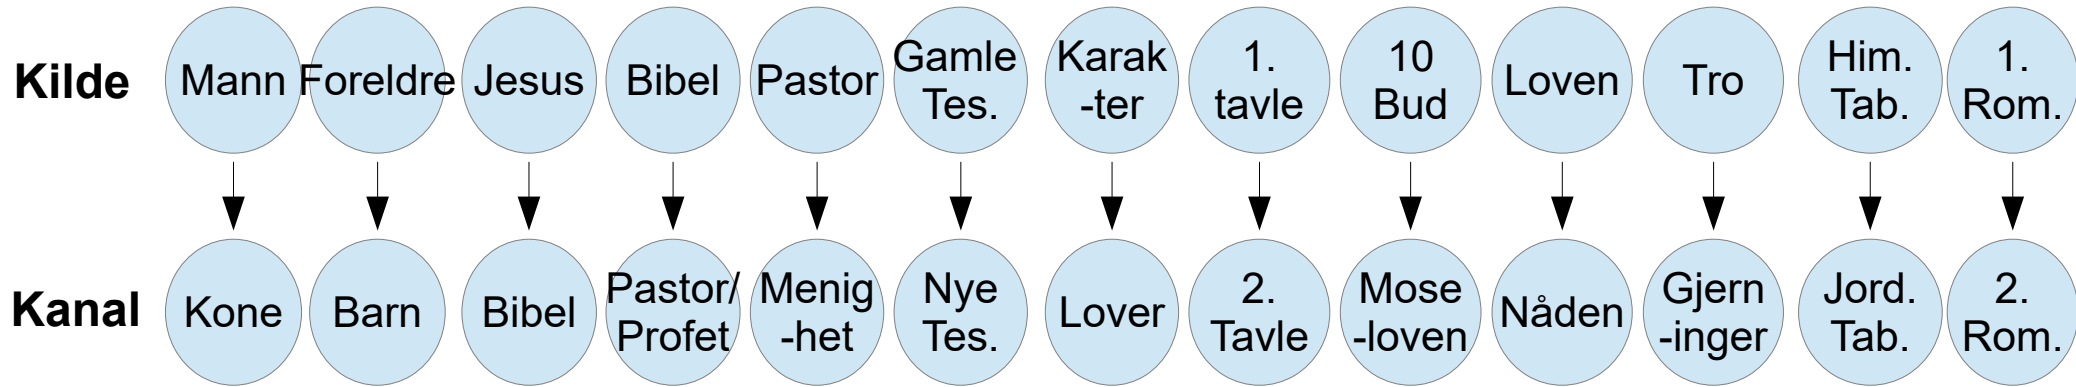 Kilde
Mann
Foreldre
Jesus
Bibel
Pastor
Gamle
Tes.
Karak
-ter
1.
tavle
10
Bud
Loven
Tro
Him.
Tab.
1.
Rom.
Kanal
Kone
Barn
Bibel
Pastor/
Profet
Menig
-het
Nye
Tes.
Lover
2.
Tavle
Mose
-loven
Nåden
Gjern
-inger
Jord.
Tab.
2.
Rom.